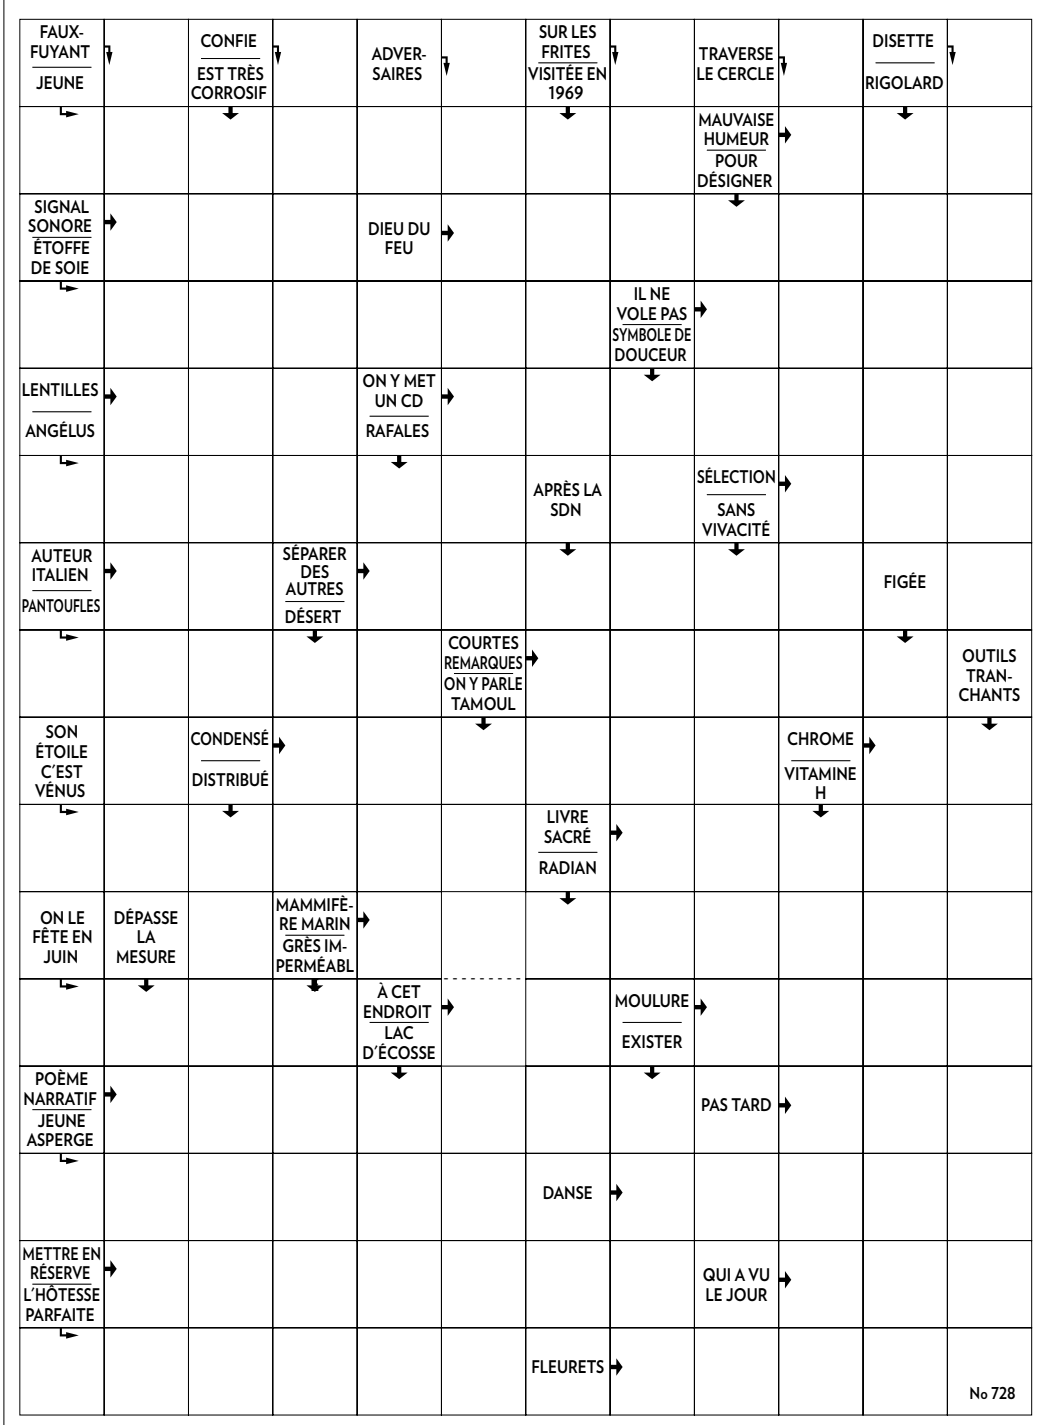 FAUX-
FUYANT
JEUNE
CONFIE
EST TRÈS
CORROSIF
ADVER-
SAIRES
SUR LES
FRITES
VISITÉE EN
1969
TRAVERSE
LE CERCLE
DISETTE
RIGOLARD
MAUVAISE
HUMEUR
POUR
DÉSIGNER
SIGNAL
SONORE
ÉTOFFE
DE SOIE
DIEU DU
FEU
IL NE
VOLE PAS
SYMBOLE DE
DOUCEUR
LENTILLES
ANGÉLUS
ON Y MET
UN CD
RAFALES
APRÈS LA
SDN
SÉLECTION
SANS
VIVACITÉ
AUTEUR
ITALIEN
PANTOUFLES
SÉPARER
DES
AUTRES
DÉSERT
FIGÉE
COURTES
REMARQUES
ON Y PARLE
TAMOUL
OUTILS
TRAN-
CHANTS
SON
ÉTOILE
C'EST
VÉNUS
CONDENSÉ
DISTRIBUÉ
CHROME
VITAMINE
H
LIVRE
SACRÉ
RADIAN
ON LE
FÊTE EN
JUIN
DÉPASSE
LA
MESURE
MAMMIFÈ-
RE MARIN
GRÈS IM-
PERMÉABL
À CET
ENDROIT
LAC
D'ÉCOSSE
MOULURE
EXISTER
POÈME
NARRATIF
JEUNE
ASPERGE
PAS TARD
DANSE
METTRE EN
RÉSERVE
L'HÔTESSE
PARFAITE
QUI A VU
LE JOUR
FLEURETS
No 728